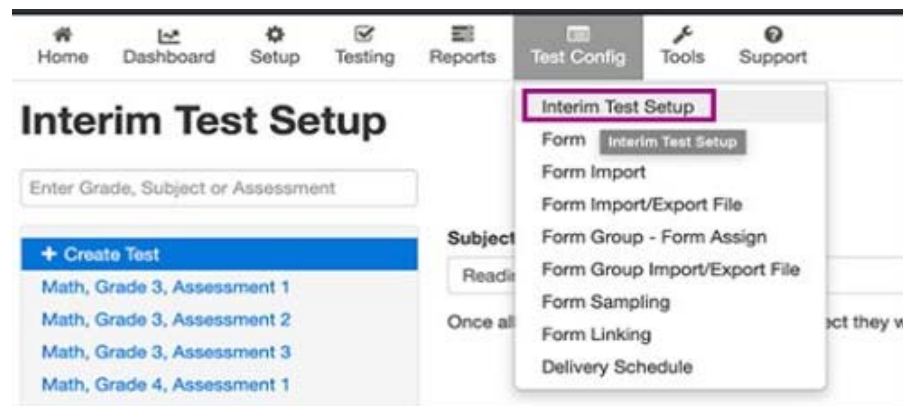 Home Dashboard Setup Testing Reports Test Config Tools Support
Interim Test Setup
Enter Grade, Subject or Assessment
+ Create Test
Math, Grade 3, Assessment 1
Math, Grade 3, Assessment 2
Math, Grade 3, Assessment 3
Math, Grade 4, Assessment 1
Subject
Readi
Once all
ect they w
Interim Test Setup
Form
Interim Test Setup
Form Import
Form Import/Export File
Form Group - Form Assign
Form Group Import/Export File
Form Sampling
Form Linking
Delivery Schedule